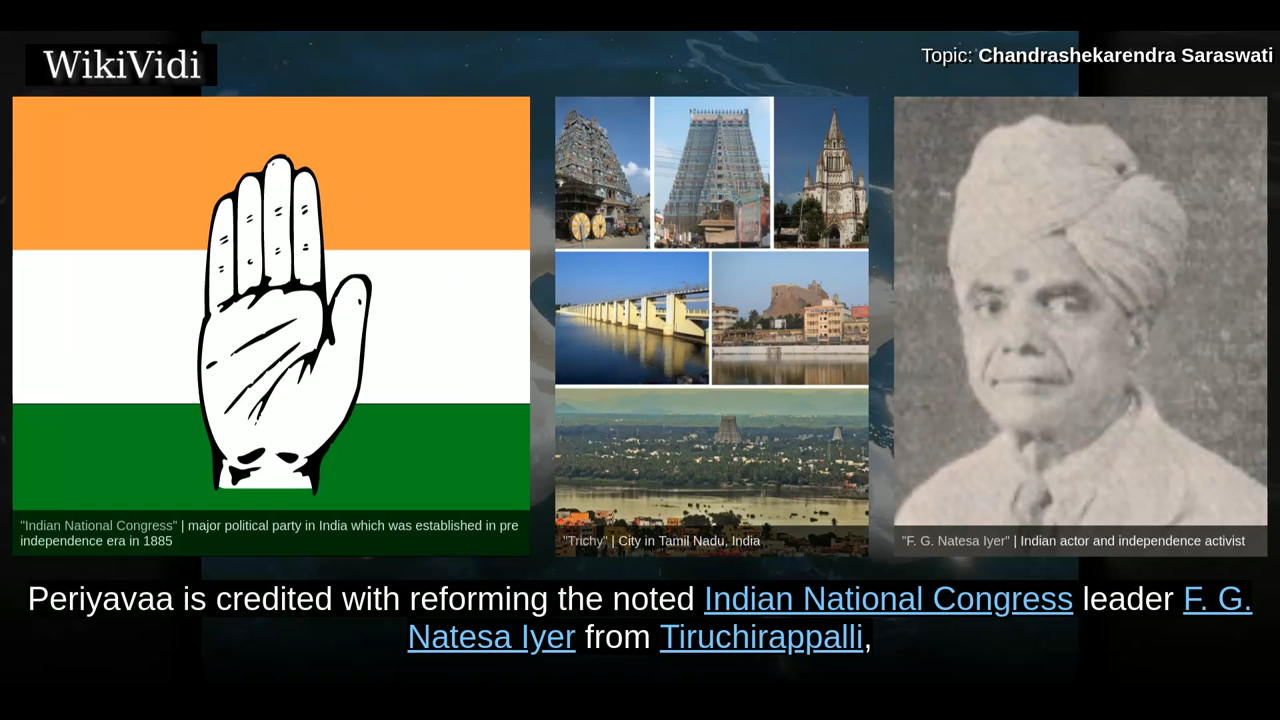 WikiVidi
Topic: Chandrashekarendra Saraswati
"Indian National Congress" | major political party in India which was established in pre
independence era in 1885
"Trichy" | City in Tamil Nadu, India
"F. G. Natesa Iyer" | Indian actor and independence activist
Periyavaa is credited with reforming the noted Indian National Congress leader F. G.
Natesa Iyer from Tiruchirappalli,